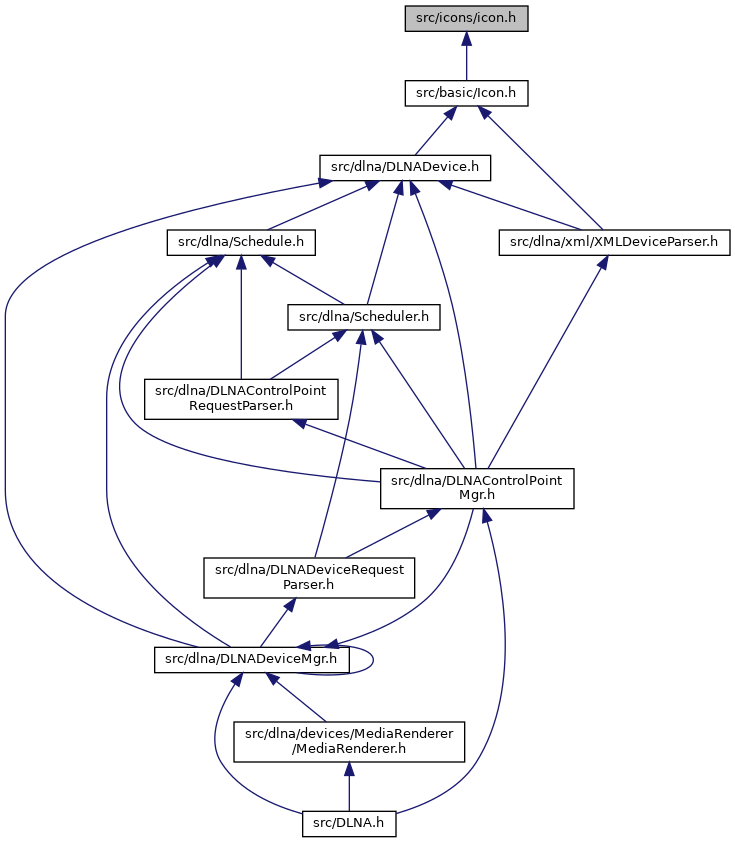 src/icons/icon.h
src/basic/Icon.h
src/dlna/DLNADevice.h
src/dlna/Schedule.h
src/dlna/xml/XMLDeviceParser.h
src/dlna/Scheduler.h
src/dlna/DLNAControlPoint
RequestParser.h
src/dlna/DLNAControlPoint
Mgr.h
src/dlna/DLNADeviceRequest
Parser.h
src/dlna/DLNADeviceMgr.h
src/dlna/devices/MediaRenderer
/MediaRenderer.h
src/DLNA.h